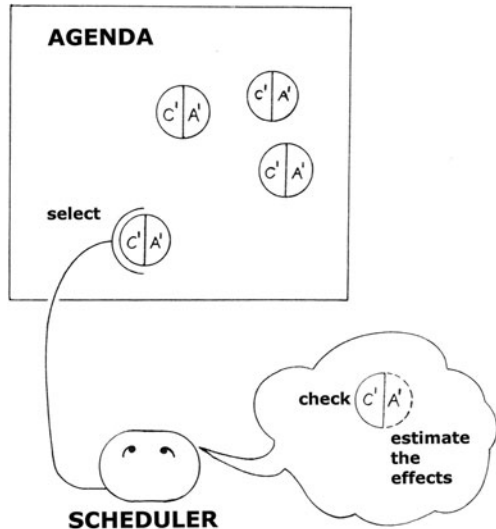 AGENDA
C' A'
C' A'
C' A'
select
C' A'
check
C' A'
estimate
the
effects
SCHEDULER